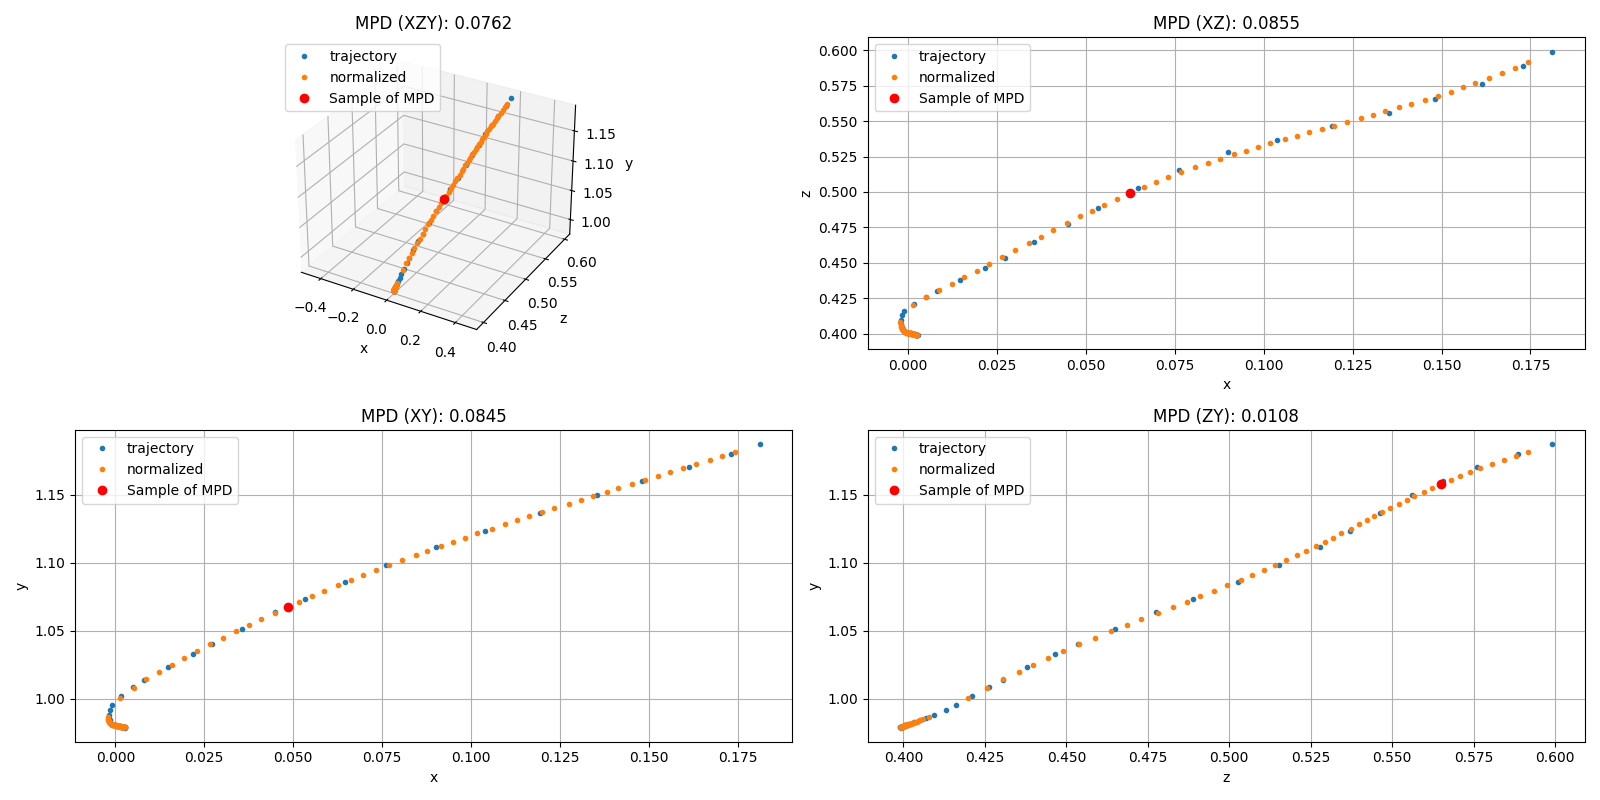 MPD (XZY): 0.0762
trajectory
normalized
Sample of MPD
1.15
1.10
1.05
1.00
y
0.60
0.55
0.50
0.45
0.40
z
−0.4
−0.2
0.0
0.2
0.4
x
MPD (XZ): 0.0855
trajectory
normalized
Sample of MPD
0.600
0.575
0.550
0.525
0.500
0.475
0.450
0.425
0.400
z
0.000 0.025 0.050 0.075 0.100 0.125 0.150 0.175
x
MPD (XY): 0.0845
trajectory
normalized
Sample of MPD
1.15
1.10
1.05
1.00
y
0.000 0.025 0.050 0.075 0.100 0.125 0.150 0.175
x
MPD (ZY): 0.0108
trajectory
normalized
Sample of MPD
1.15
1.10
1.05
1.00
y
0.400 0.425 0.450 0.475 0.500 0.525 0.550 0.575 0.600
z